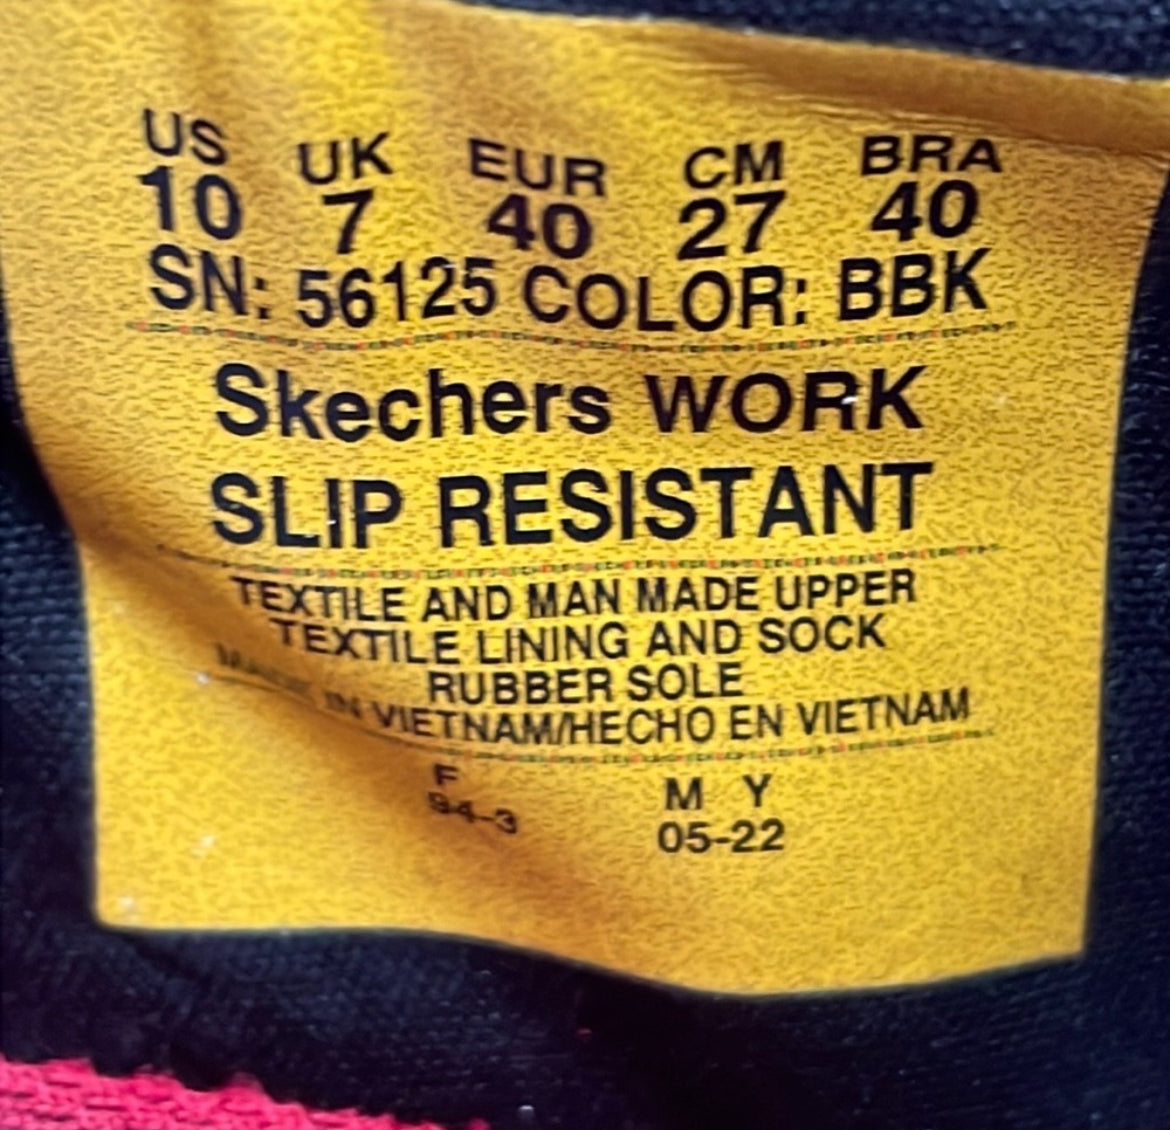 US UK EUR CM BRA
10 7 40 27 40
SN: 56125 COLOR: BBK
Skechers WORK
SLIP RESISTANT
TEXTILE AND MAN MADE UPPER
TEXTILE LINING AND SOCK
RUBBER SOLE
MADE IN VIETNAM/HECHO EN VIETNAM
F M Y
94-3 05-22